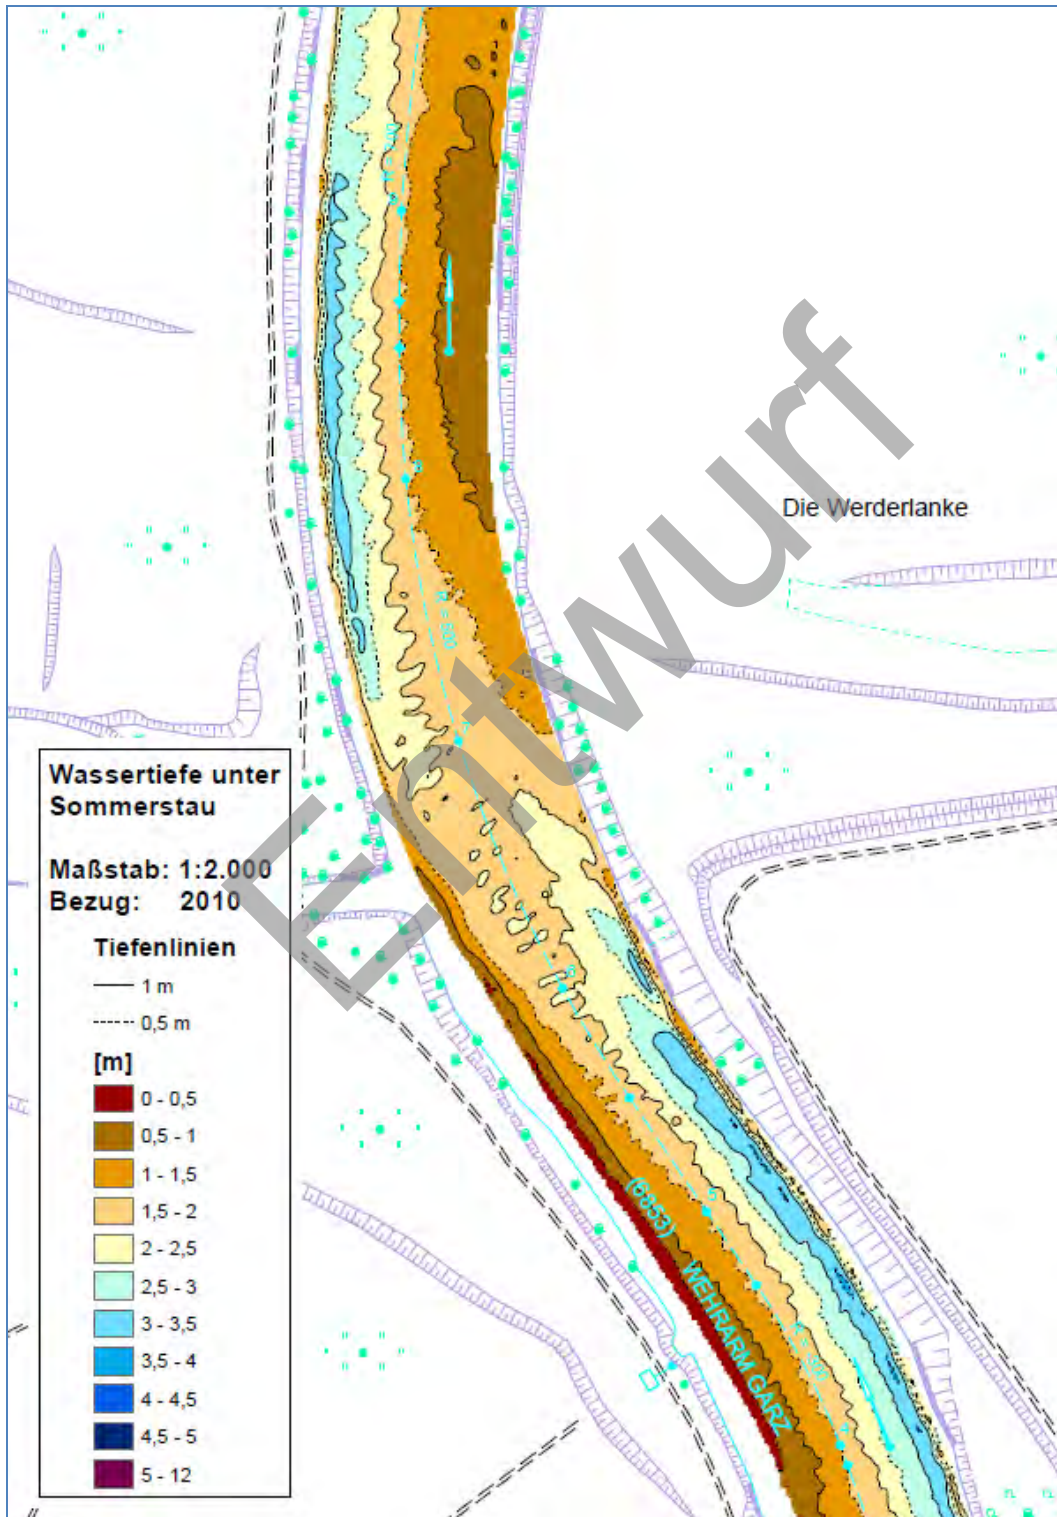 Die Werderlanke
R = 600
Entwurf
Wassertiefe unter
Sommerstau
Maßstab: 1:2.000
Bezug: 2010
Tiefenlinien
1 m
0,5 m
[m]
0 - 0,5
0,5 - 1
1 - 1,5
1,5 - 2
2 - 2,5
2,5 - 3
3 - 3,5
3,5 - 4
4 - 4,5
4,5 - 5
5 - 12
(6853) WEHRARM GARZ